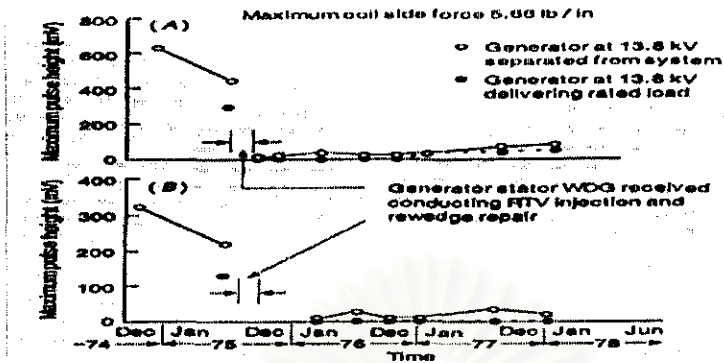 Maximum coil side force 5.60 lb / in
(A)
800
600
400
200
0
Maximum pulse height (mV)
Generator at 13.8 kV
separated from system
Generator at 13.8 kV
delivering rated load
(B)
400
300
200
100
0
Maximum pulse height (mV)
Generator stator WDG received
conducting RTV injection and
rewedge repair
Dec Jan Dec Jan Dec Jan Dec Jan Jun
74 75 76 77 78
Time